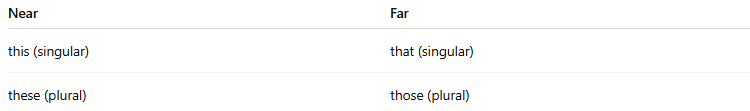 Near Far
this (singular) that (singular)
these (plural) those (plural)